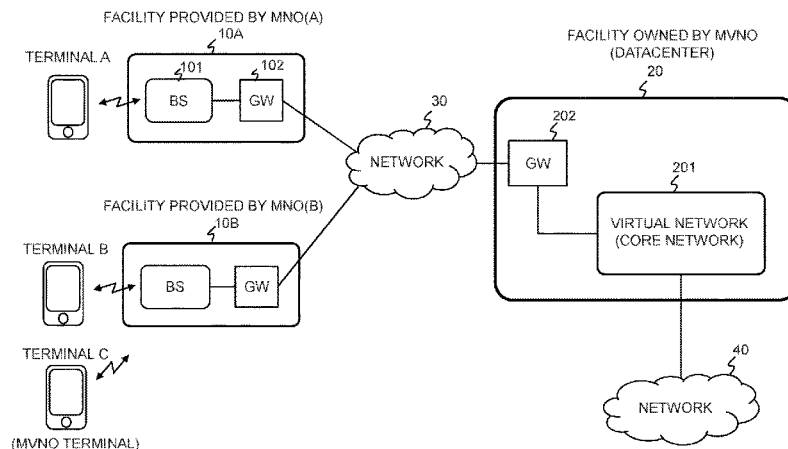 FACILITY PROVIDED BY MNO(A)
10A
TERMINAL A
101
102
BS
GW
FACILITY PROVIDED BY MNO(B)
10B
TERMINAL B
BS
GW
TERMINAL C
(MVNO TERMINAL)
30
NETWORK
FACILITY OWNED BY MVNO
(DATACENTER)
20
202
GW
201
VIRTUAL NETWORK
(CORE NETWORK)
40
NETWORK